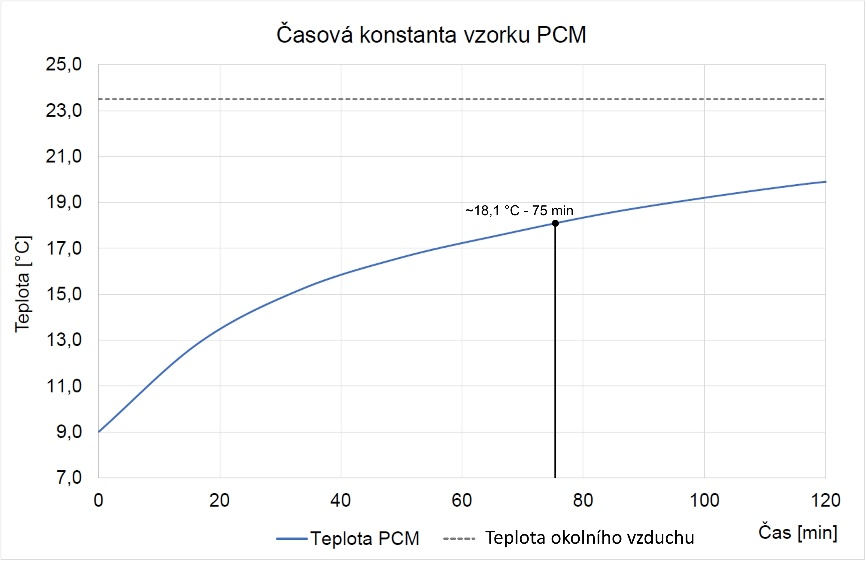 Časová konstanta vzorku PCM
25,0
23,0
21,0
19,0
17,0
15,0
13,0
11,0
9,0
7,0
Teplota [°C]
~18,1 °C - 75 min
0 20 40 60 80 100 120
Čas [min]
Teplota PCM Teplota okolního vzduchu